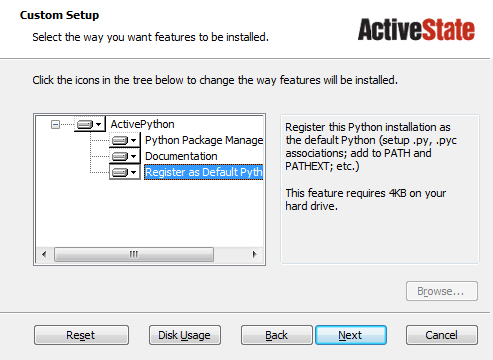 Custom Setup
Select the way you want features to be installed.
ActiveState
Click the icons in the tree below to change the way features will be installed.
ActivePython
Python Package Manage
Documentation
Register as Default Pyth
Register this Python installation as
the default Python (setup .py, .pyc
associations; add to PATH and
PATHEXT; etc.)
This feature requires 4KB on your
hard drive.
Browse...
Reset
Disk Usage
Back
Next
Cancel